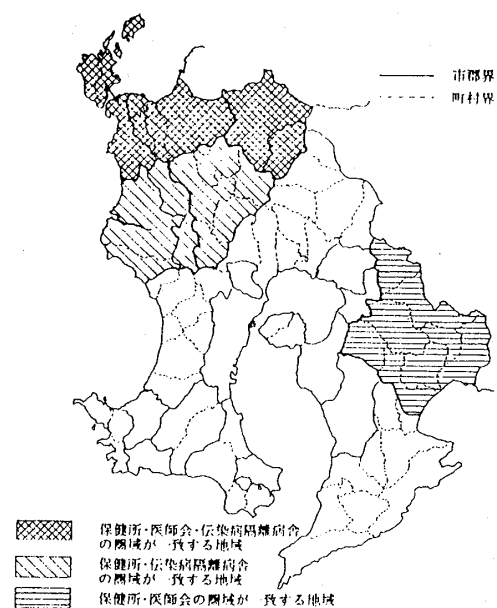 市郡界
町村界
保健所・医師会・伝染病隔離病舎
の圏域が一致する地域
保健所・伝染病隔離病舎
の圏域が一致する地域
保健所・医師会の圏域が一致する地域